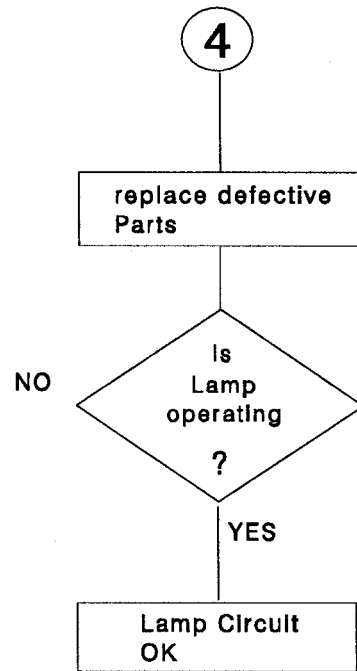 4
replace defective
Parts
Is
NO
Lamp
operating
?
YES
Lamp Circuit
OK